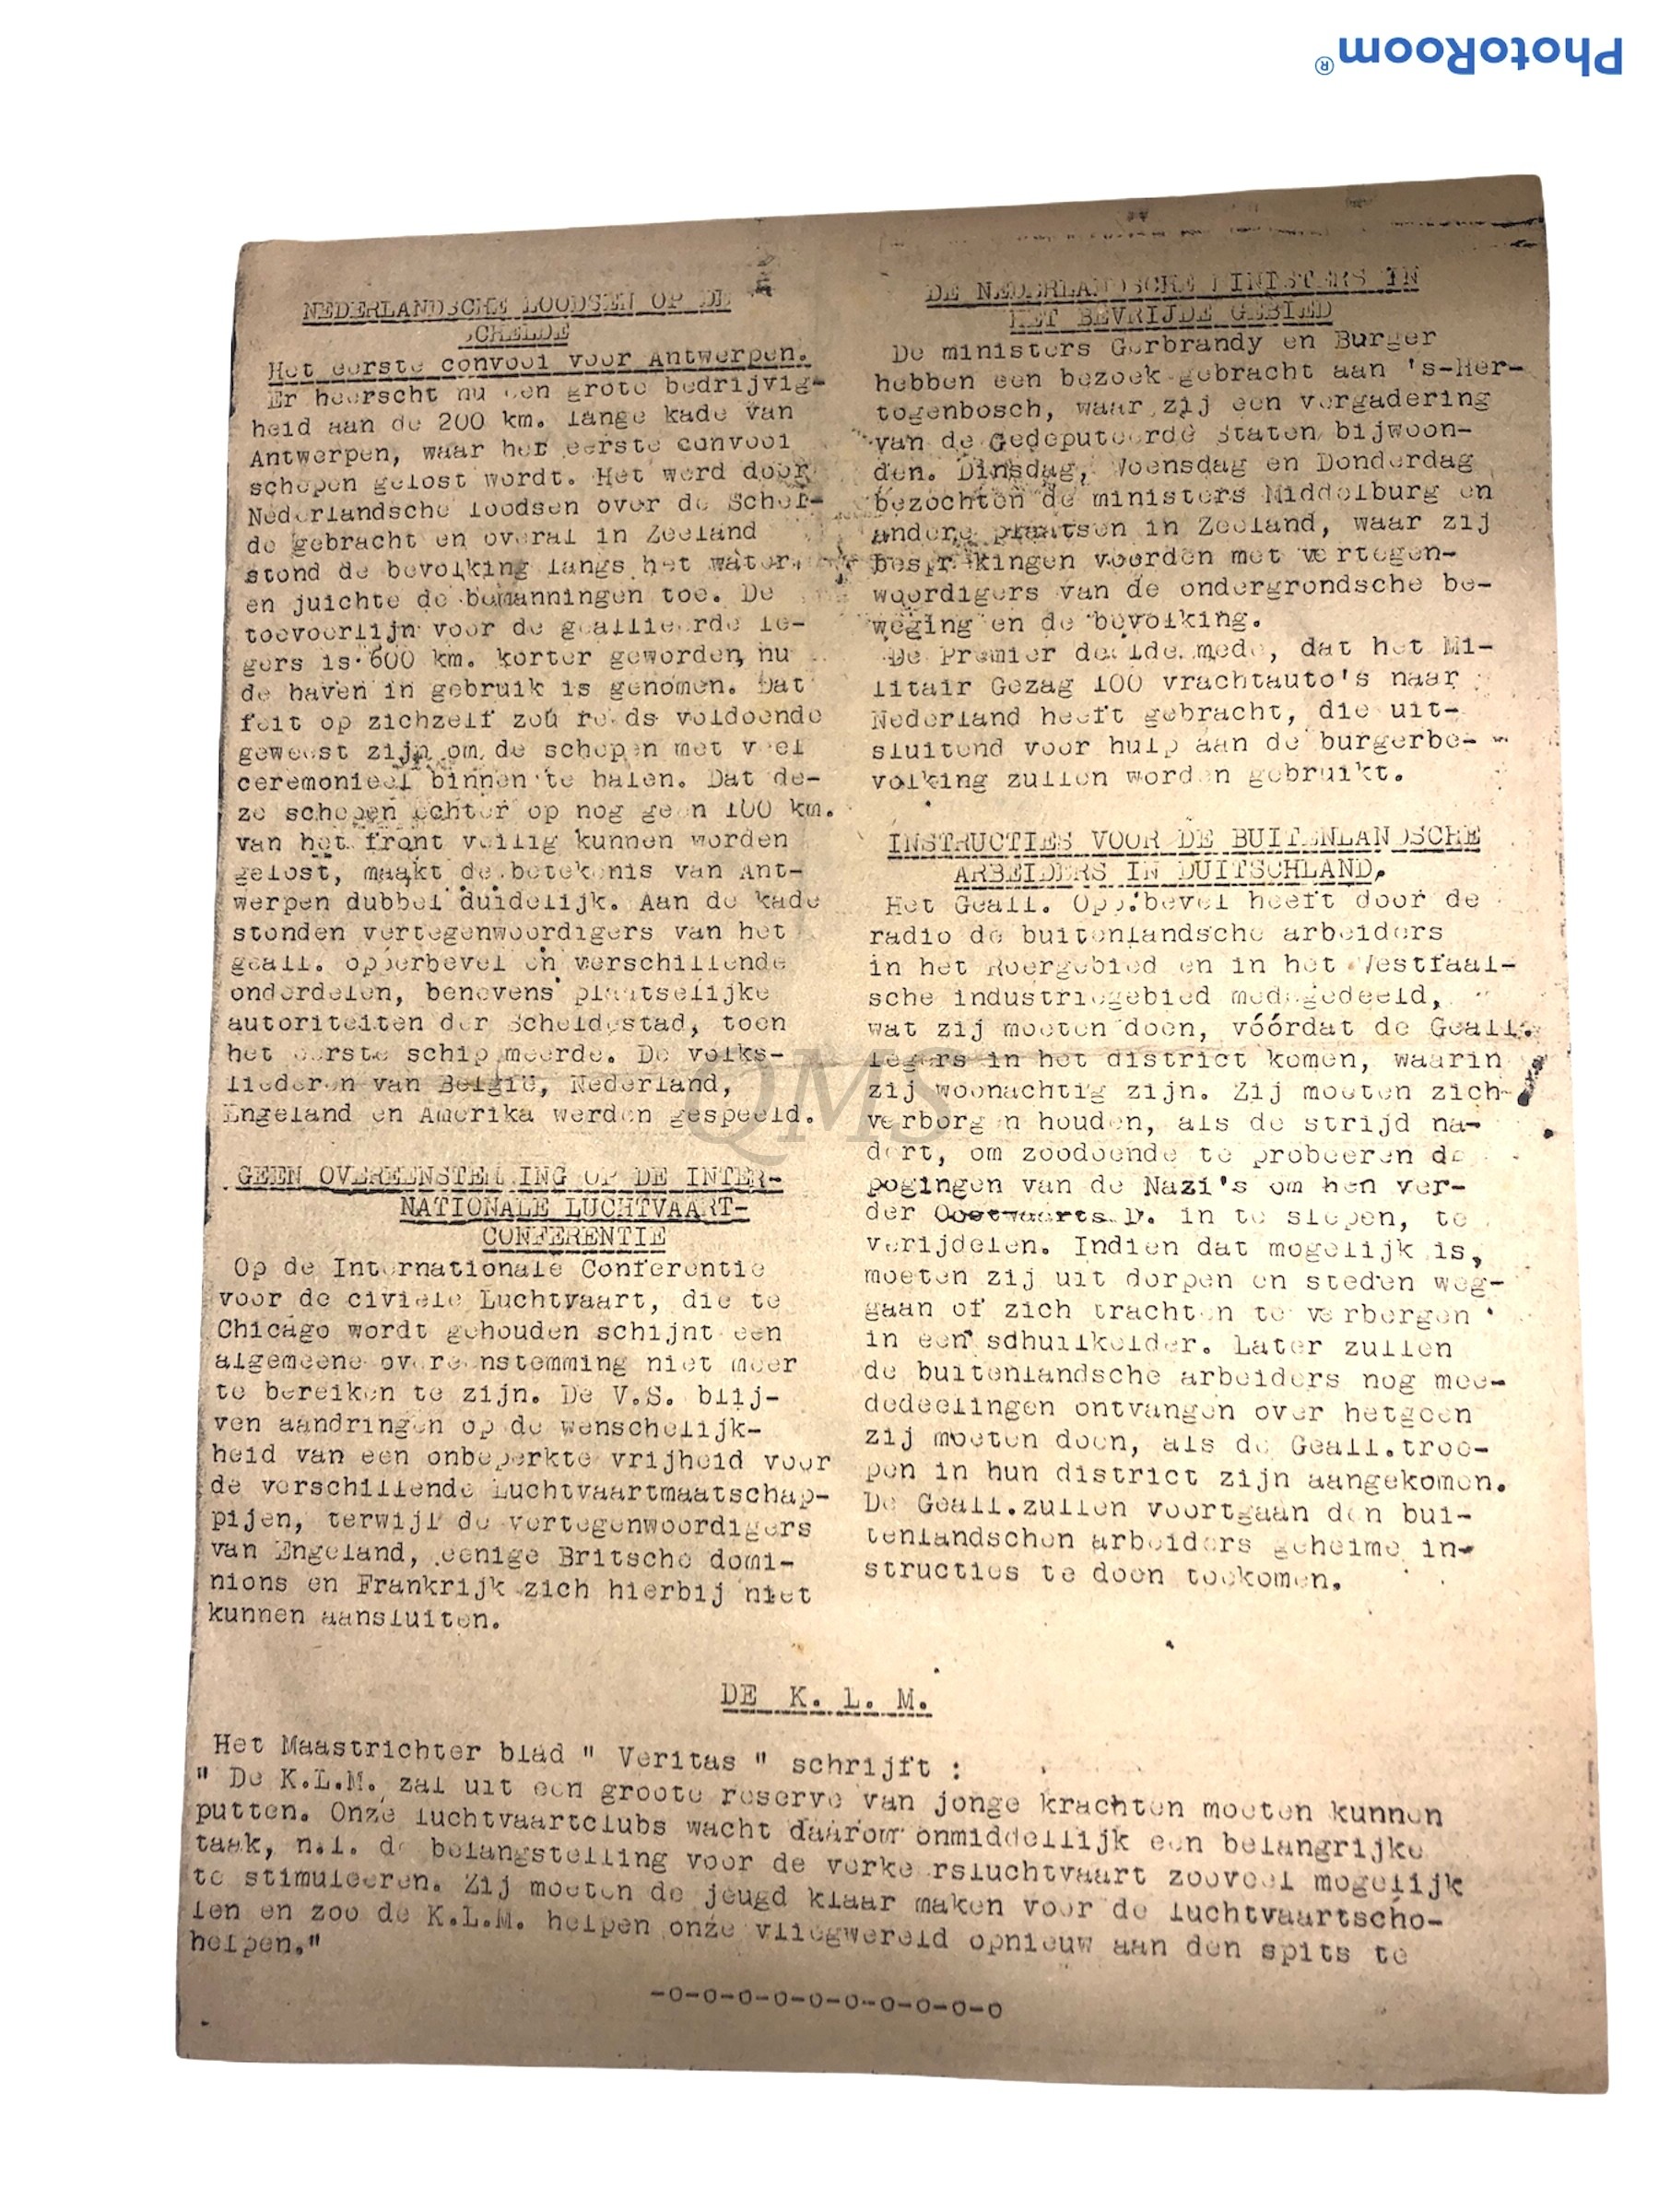 PhotoRoom®
NEDERLANDSCHE LOODSEN OP DE
SCHELDE
Het eerste convooi voor Antwerpen.
Er heerscht nu een grote bedrijvig-
heid aan de 200 km. lange kade van
Antwerpen, waar her eerste convooi
schepen gelost wordt. Het werd door
Nederlandsche loodsen over de Schel-
de gebracht en overal in Zeeland
stond de bevolking langs het water
en juichte de bemanningen toe. De
toevoerlijn voor de geallieerde le-
gers is 600 km. korter geworden, nu
de haven in gebruik is genomen. Dat
feit op zichzelf zou reeds voldoende
geweest zijn om de schepen met veel
ceremonieel binnen te halen. Dat de-
ze schepen echter op nog geen 100 km.
van het front veilig kunnen worden
gelost, maakt de betekenis van Ant-
werpen dubbel duidelijk. Aan de kade
stonden vertegenwoordigers van het
geall. opperbevel en verschillende
onderdelen, benevens plaatselijke
autoriteiten der Scheldestad, toen
het eerste schip meerde. De volks-
liederen van België, Nederland,
Engeland en Amerika werden gespeeld.
GEEN OVEREENSTEMMING OP DE INTER-
NATIONALE LUCHTVAART-
CONFERENTIE
Op de Internationale Conferentie
voor de civiele Luchtvaart, die te
Chicago wordt gehouden schijnt een
algemeene overeenstemming niet meer
te bereiken te zijn. De V.S. blij-
ven aandringen op de wenschelijk-
heid van een onbeperkte vrijheid voor
de verschillende Luchtvaartmaatschap-
pijen, terwijl de vertegenwoordigers
van Engeland, eenige Britsche domi-
nions en Frankrijk zich hierbij niet
kunnen aansluiten.
DE NEDERLANDSCHE MINISTERS IN
HET BEVRIJDE GEBIED
De ministers Gerbrandy en Burger
hebben een bezoek gebracht aan 's-Her-
togenbosch, waar zij een vergadering
van de Gedeputeerde Staten bijwoon-
den. Dinsdag, Woensdag en Donderdag
bezochten de ministers Middelburg en
andere plaatsen in Zeeland, waar zij
besprekingen voerden met vertegen-
woordigers van de ondergrondsche be-
weging en de bevolking.
De Premier deelde mede, dat het Mi-
litair Gezag 100 vrachtauto's naar
Nederland heeft gebracht, die uit-
sluitend voor hulp aan de burgerbe-
volking zullen worden gebruikt.
INSTRUCTIES VOOR DE BUITENLANDSCHE
ARBEIDERS IN DUITSCHLAND.
Het Geall. Opp.bevel heeft door de
radio de buitenlandsche arbeiders
in het Roergebied en in het Westfaal-
sche industriegebied medegedeeld,
wat zij moeten doen, vóórdat de Geall.
legers in het district komen, waarin
zij woonachtig zijn. Zij moeten zich
verborgen houden, als de strijd na-
dert, om zoodoende te probeeren de
pogingen van de Nazi's om hen ver-
der Oostwaarts D. in te slepen, te
verijdelen. Indien dat mogelijk is,
moeten zij uit dorpen en steden weg-
gaan of zich trachten te verbergen
in een sdhuilkelder. Later zullen
de buitenlandsche arbeiders nog mee-
dedeelingen ontvangen over hetgeen
zij moeten doen, als de Geall.troe-
pen in hun district zijn aangekomen.
De Geall.zullen voortgaan den bui-
tenlandschen arbeiders geheime in-
structies te doen toekomen.
QMS
DE K. L. M.
Het Maastrichter blad " Veritas " schrijft :
" De K.L.M. zal uit een groote reserve van jonge krachten moeten kunnen
putten. Onze luchtvaartclubs wacht daarom onmiddellijk een belangrijke
taak, n.l. de belangstelling voor de verkeersluchtvaart zooveel mogelijk
te stimuleeren. Zij moeten de jeugd klaar maken voor de luchtvaartscho-
len en zoo de K.L.M. helpen onze vliegwereld opnieuw aan den spits te
helpen."
-o-o-o-o-o-o-o-o-o-o